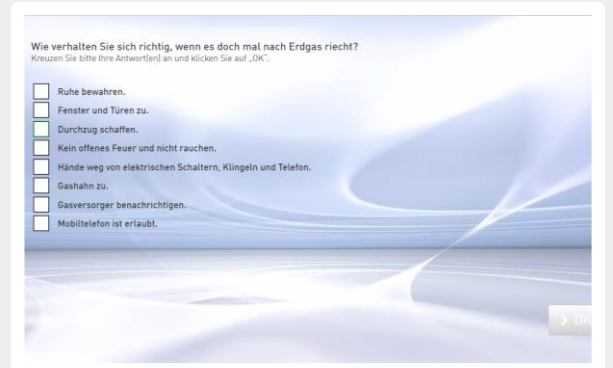 Wie verhalten Sie sich richtig, wenn es doch mal nach Erdgas riecht?
Kreuzen Sie bitte Ihre Antwort(en) an und klicken Sie auf „OK".
Ruhe bewahren.
Fenster und Türen zu.
Durchzug schaffen.
Kein offenes Feuer und nicht rauchen.
Hände weg von elektrischen Schaltern, Klingeln und Telefon.
Gashahn zu.
Gasversorger benachrichtigen.
Mobiltelefon ist erlaubt.
OK